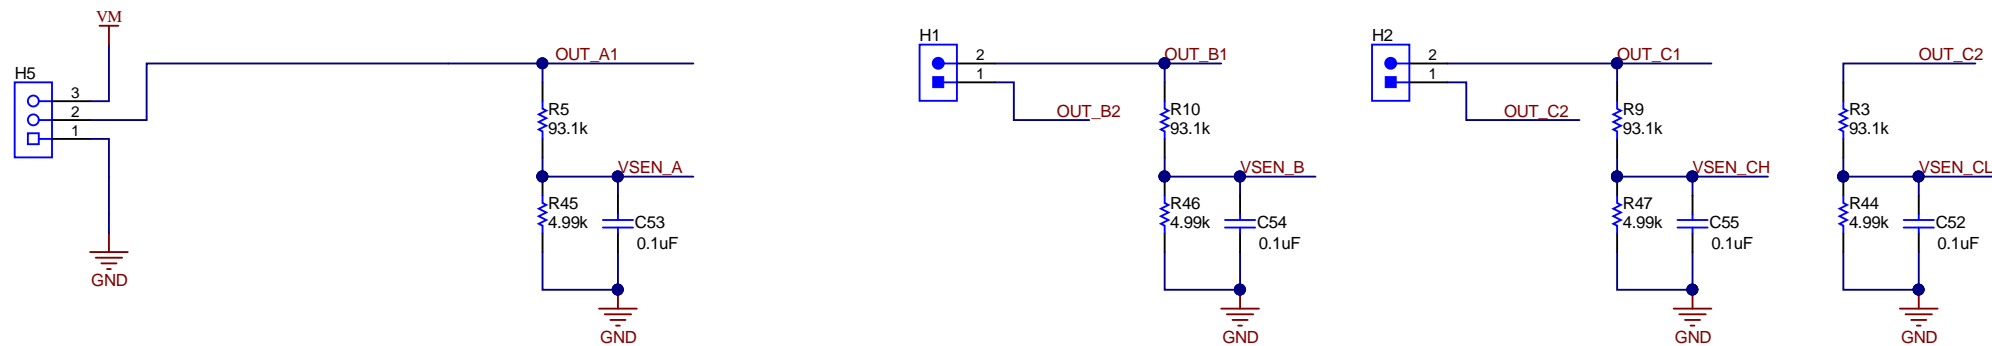 VM
H5
3
2
1
GND
OUT_A1
R5
93.1k
VSEN_A
R45
4.99k
C53
0.1uF
GND
H1
2
1
OUT_B1
OUT_B2
R10
93.1k
VSEN_B
R46
4.99k
C54
0.1uF
GND
H2
2
1
OUT_C1
OUT_C2
R9
93.1k
VSEN_CH
R47
4.99k
C55
0.1uF
GND
OUT_C2
R3
93.1k
VSEN_CL
R44
4.99k
C52
0.1uF
GND